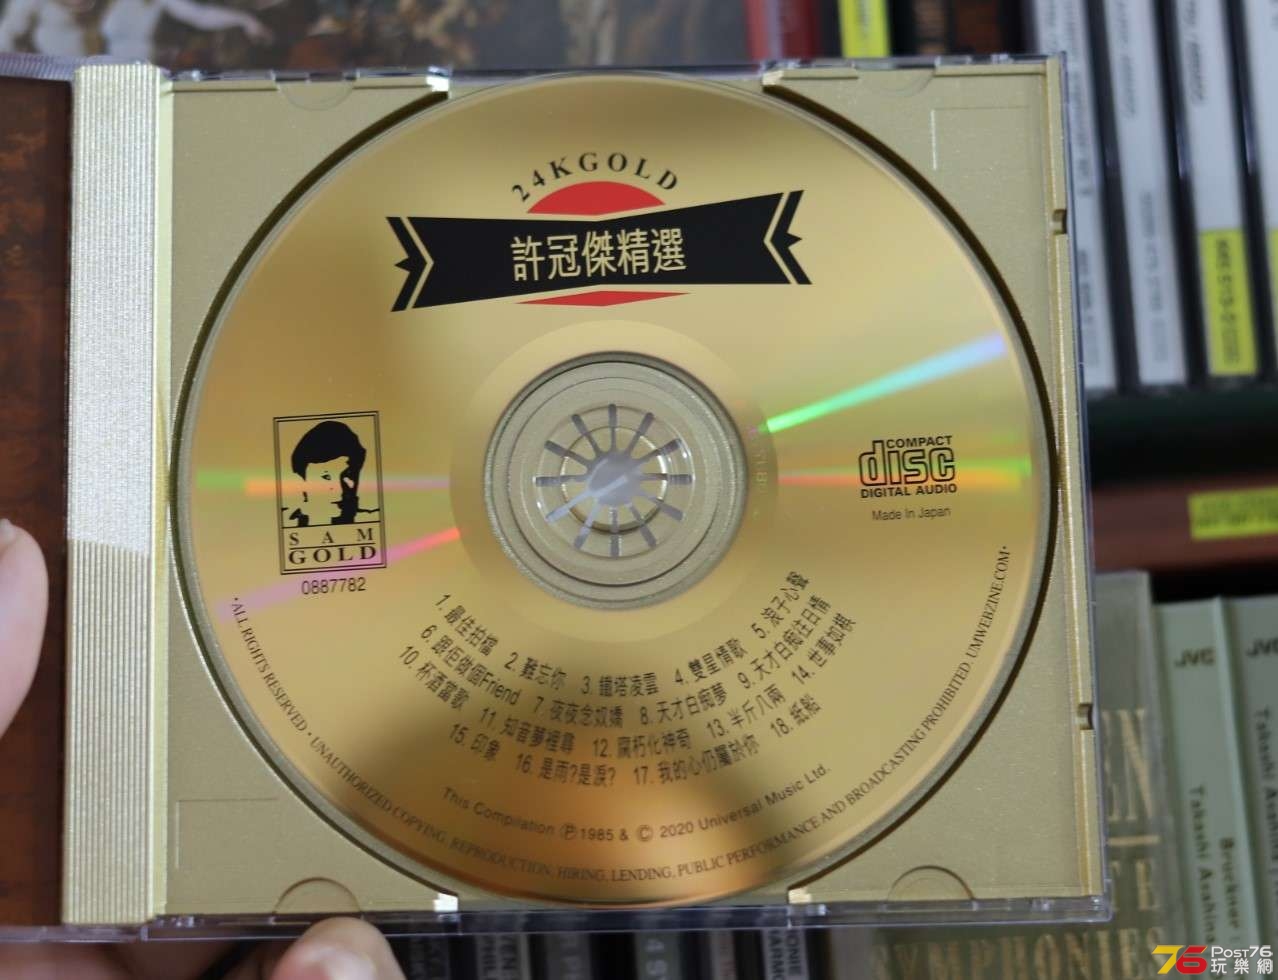 24K GOLD
許冠傑精選
COMPACT
disc
DIGITAL AUDIO
Made In Japan
SAM
GOLD
0887782
1. 最佳拍檔 2. 難忘你 3. 鐵塔凌雲 4. 雙星情歌 5. 浪子心聲
6. 跟佢做個Friend 7. 夜夜念奴嬌 8. 天才白痴夢 9. 天才白痴往日情
10. 杯酒當歌 11. 知音夢裡尋 12. 腐朽化神奇 13. 半斤八兩 14. 世事如棋
15. 印象 16. 是雨?是淚? 17. 我的心仍屬於你 18. 紙船
This Compilation Ⓟ 1985 & © 2020 Universal Music Ltd.
·ALL RIGHTS RESERVED · UNAUTHORIZED COPYING, REPRODUCTION, HIRING, LENDING, PUBLIC PERFORMANCE AND BROADCASTING PROHIBITED. UMWEBZINE.COM·
JVC
JVC
Takashi Asahina
Takashi Asahina
Bruckner
SYMPHONIES
76 POST76
玩樂網